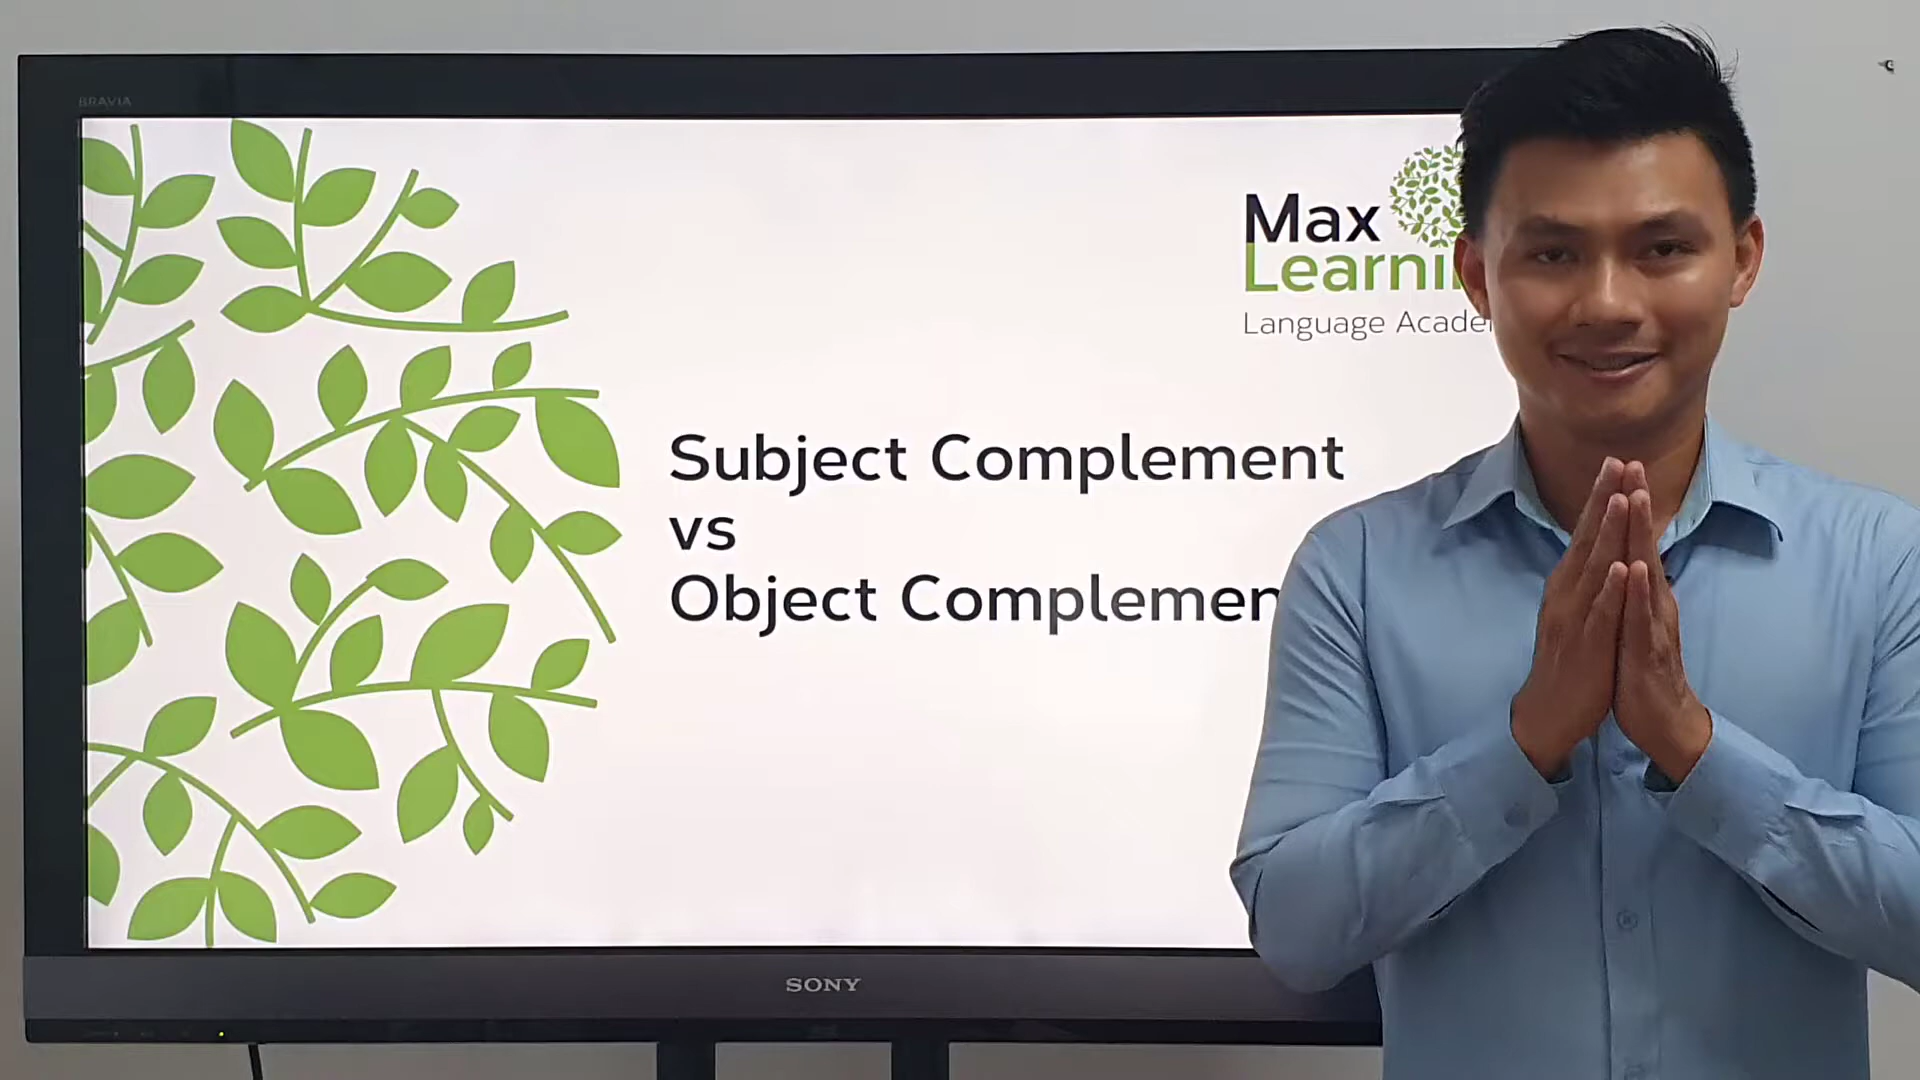 BRAVIA
Max
Learni
Language Acade
Subject Complement
vs
Object Complemen
SONY